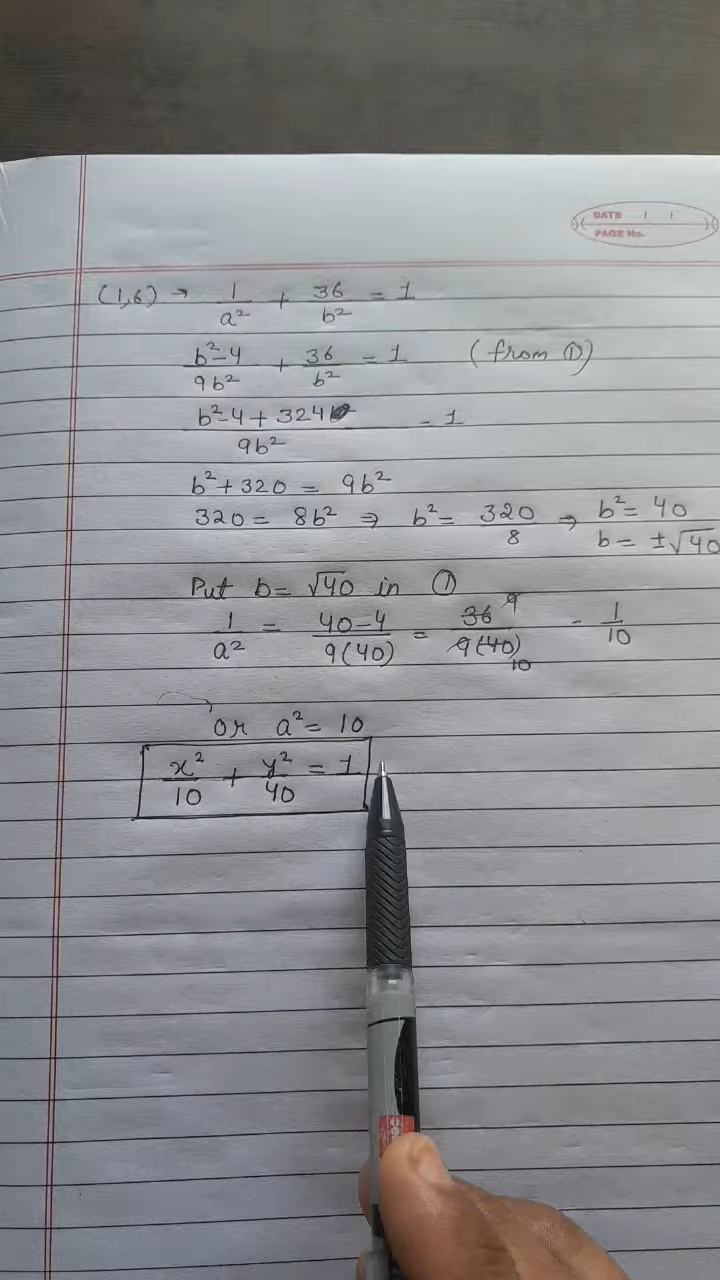 DATE / /
PAGE No.
(1,6) → 1/a² + 36/b² = 1
b²-4/9b² + 36/b² = 1 (from ①)
b²-4+324/9b² - 1
b²+320 = 9b²
320 = 8b² ⇒ b² = 320/8 ⇒ b² = 40
b = ±√40
Put b = √40 in ①
1/a² = 40-4/9(40) = 36/9(40) 9 10 - 1/10
or a² = 10
x²/10 + y²/40 = 1